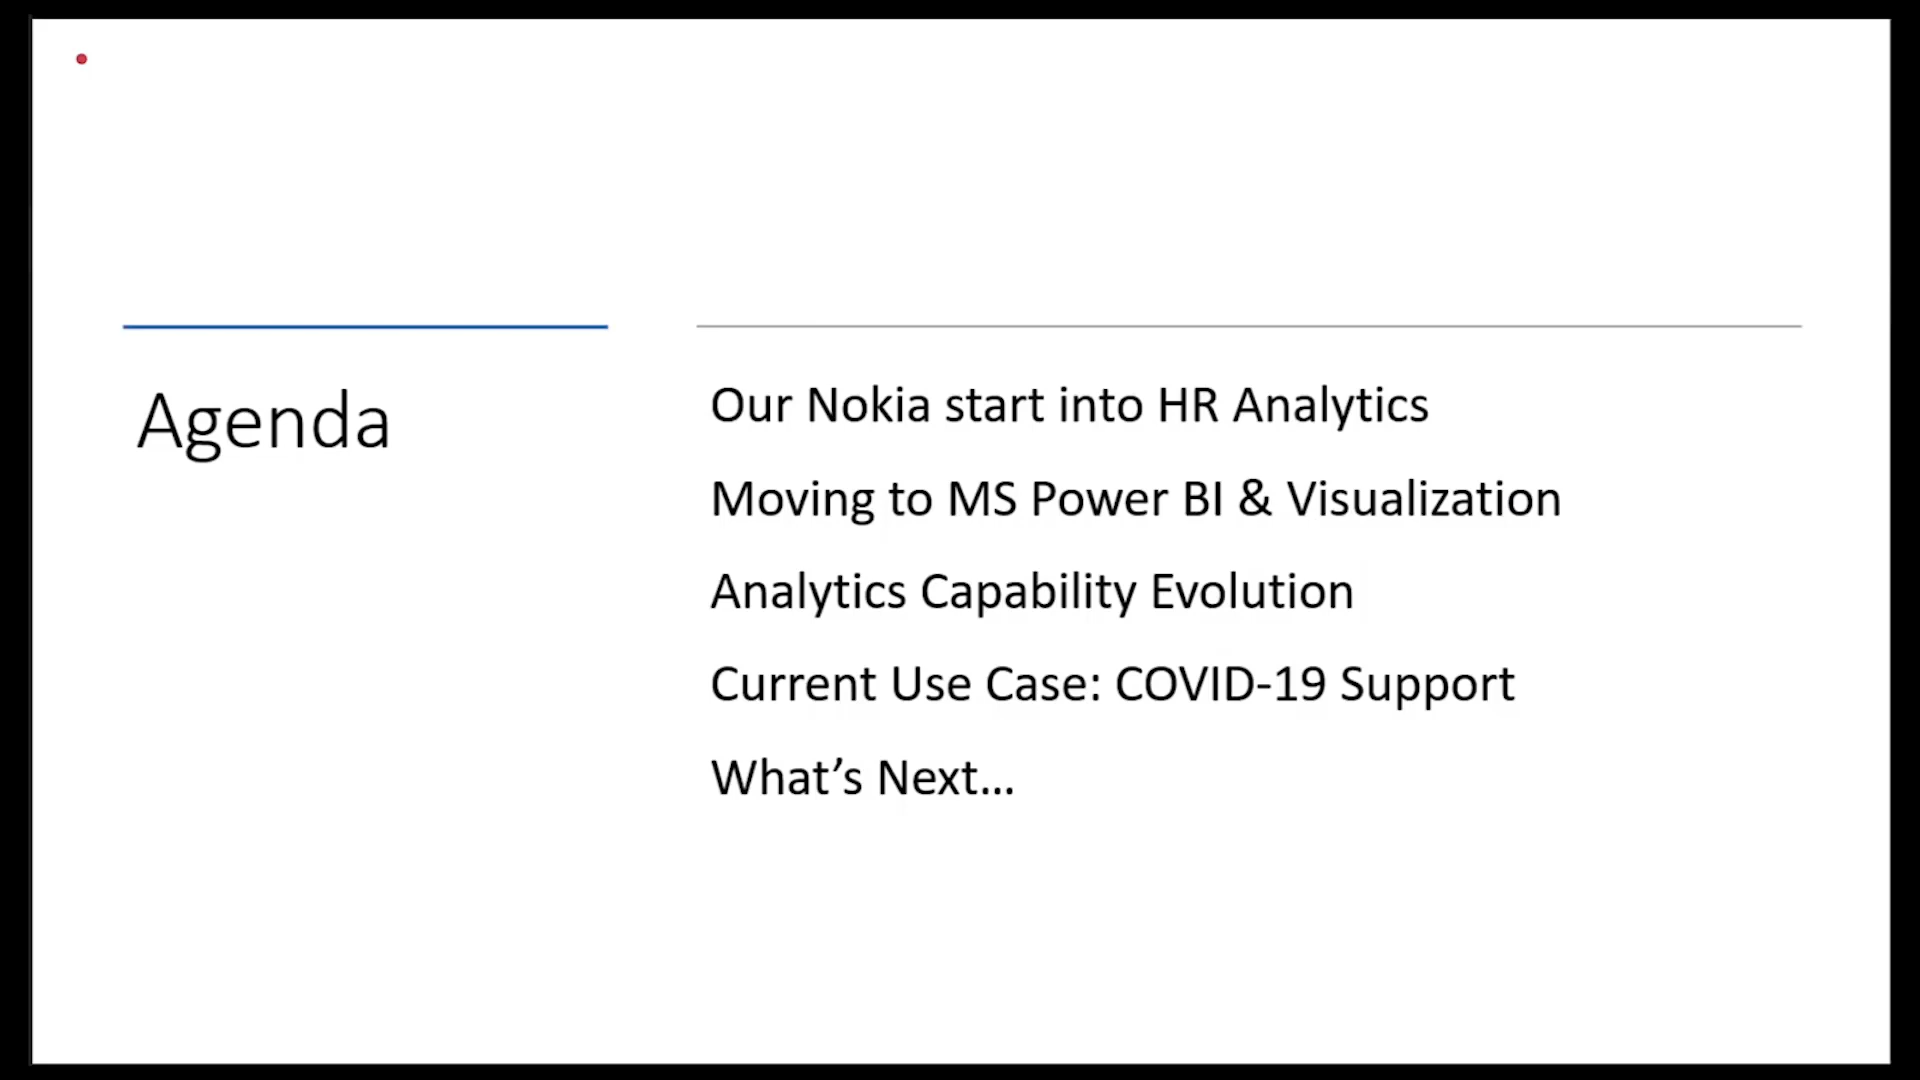 Agenda
Our Nokia start into HR Analytics
Moving to MS Power BI & Visualization
Analytics Capability Evolution
Current Use Case: COVID-19 Support
What’s Next...